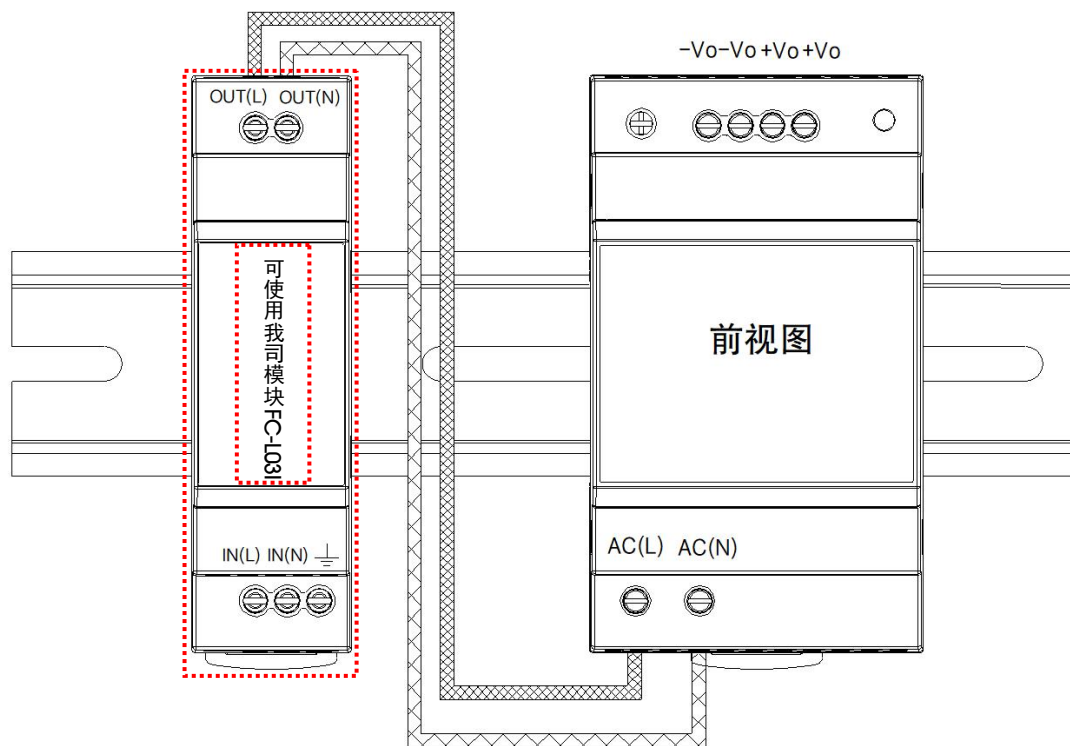 -Vo-Vo+Vo+Vo
OUT(L) OUT(N)
可使用我司模块FC-L03I
前视图
IN(L) IN(N)
AC(L) AC(N)